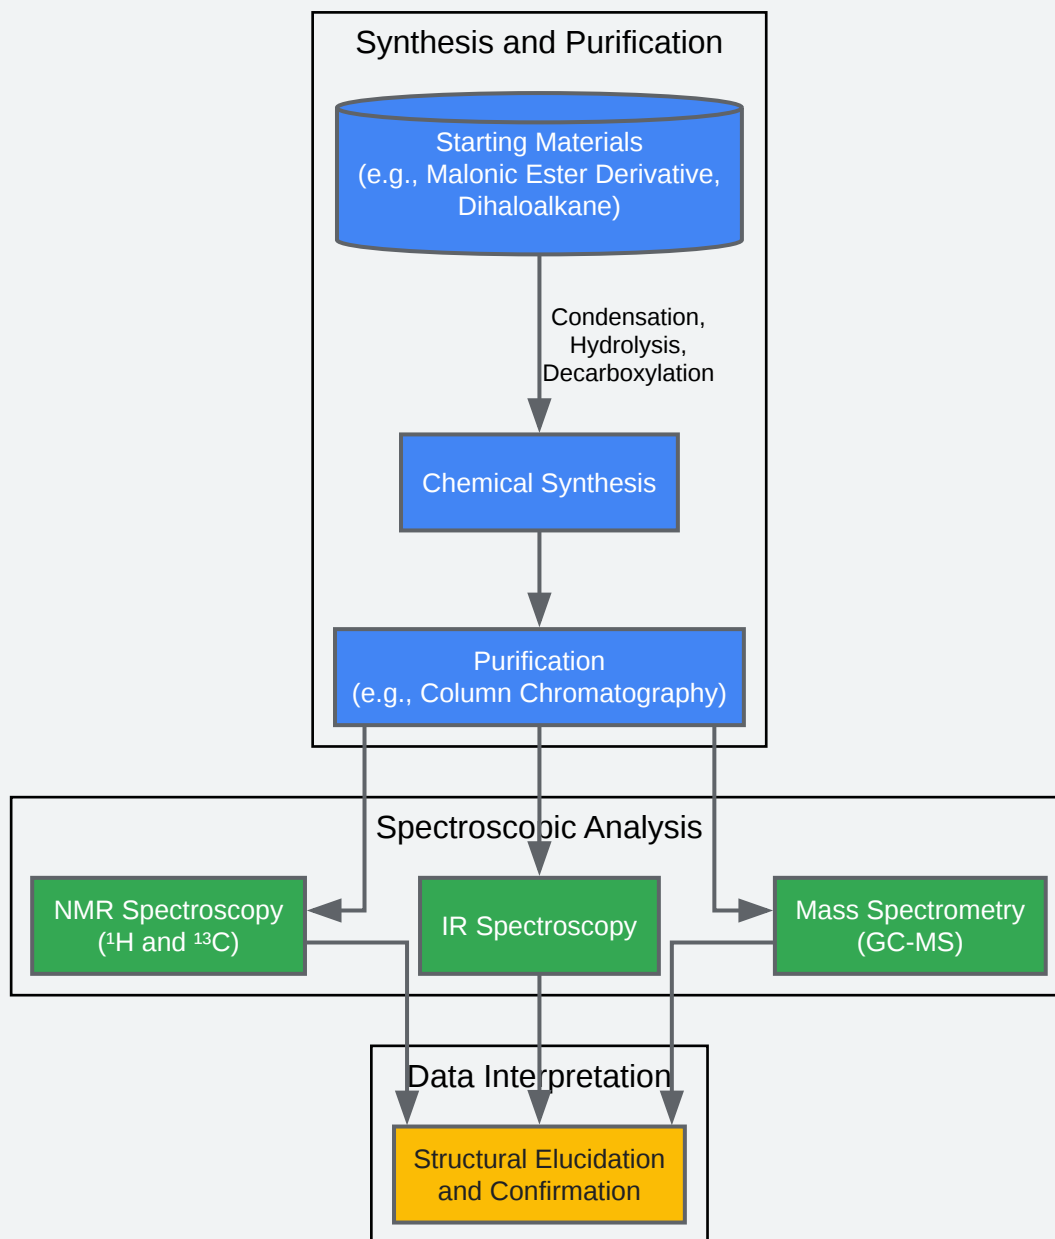 Synthesis and Purification
Starting Materials
(e.g., Malonic Ester Derivative,
Dihaloalkane)
Condensation,
Hydrolysis,
Decarboxylation
Chemical Synthesis
Purification
(e.g., Column Chromatography)
Spectroscopic Analysis
NMR Spectroscopy
(¹H and ¹³C)
IR Spectroscopy
Mass Spectrometry
(GC-MS)
Data Interpretation
Structural Elucidation
and Confirmation